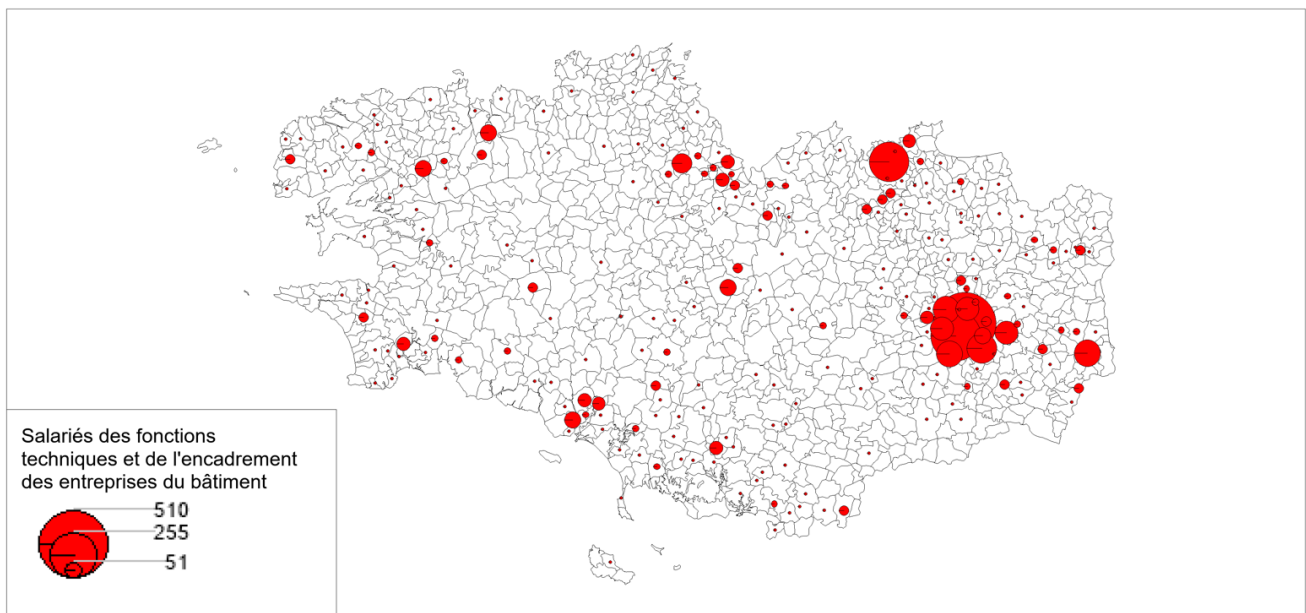 Salariés des fonctions
techniques et de l'encadrement
des entreprises du bâtiment
510
255
51